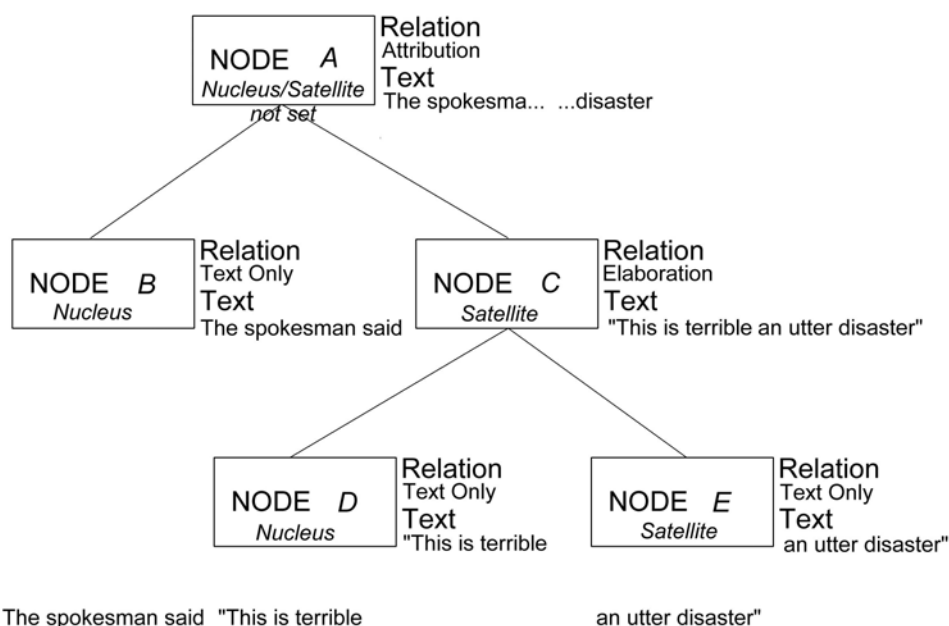 Relation
Attribution
NODE A
Text
Nucleus/Satellite
The spokesma... ...disaster
not set
Relation
Text Only
NODE B
Text
Nucleus
The spokesman said
Relation
Elaboration
NODE C
Text
Satellite
"This is terrible an utter disaster"
Relation
Text Only
NODE D
Text
Nucleus
"This is terrible
Relation
Text Only
NODE E
Text
Satellite
an utter disaster"
The spokesman said "This is terrible an utter disaster"